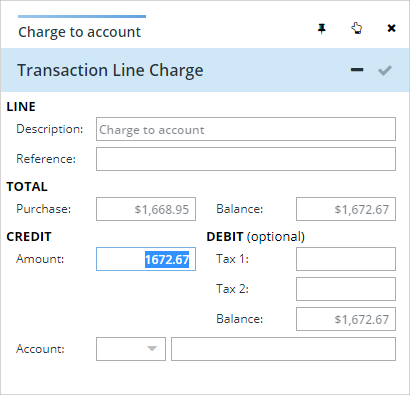 Charge to account
Transaction Line Charge
LINE
Description: Charge to account
Reference:
TOTAL
Purchase: $1,668.95 Balance: $1,672.67
CREDIT DEBIT (optional)
Amount: 1672.67 Tax 1:
Tax 2:
Balance: $1,672.67
Account: